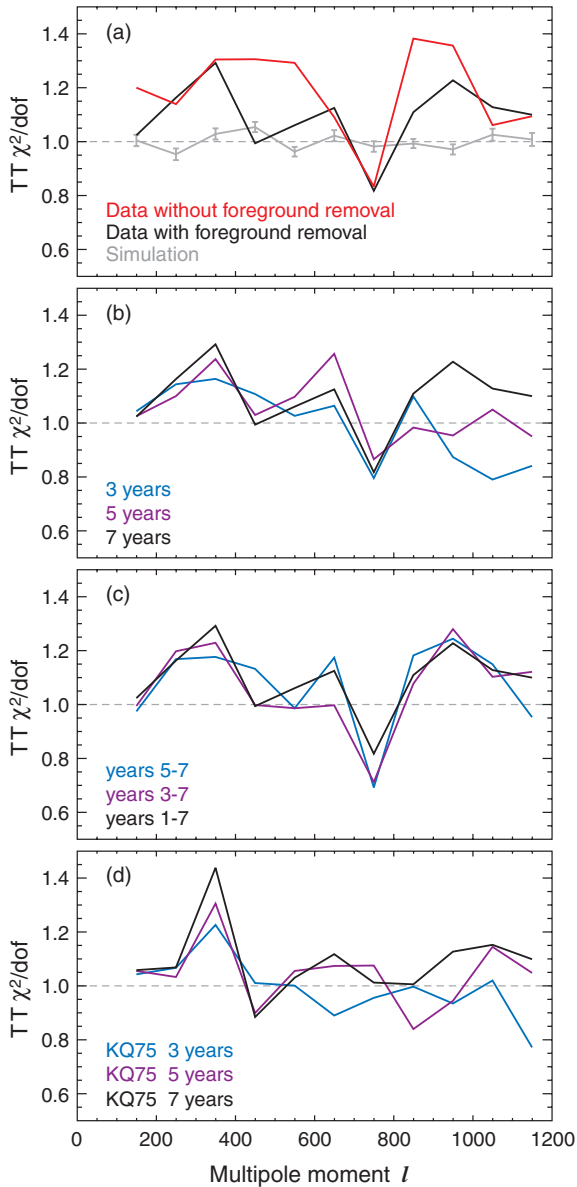 (a)
TT χ²/dof
1.4
1.2
1.0
0.8
0.6
Data without foreground removal
Data with foreground removal
Simulation
(b)
TT χ²/dof
1.4
1.2
1.0
0.8
0.6
3 years
5 years
7 years
(c)
TT χ²/dof
1.4
1.2
1.0
0.8
0.6
years 5-7
years 3-7
years 1-7
(d)
TT χ²/dof
1.4
1.2
1.0
0.8
0.6
KQ75 3 years
KQ75 5 years
KQ75 7 years
0 200 400 600 800 1000 1200
Multipole moment l